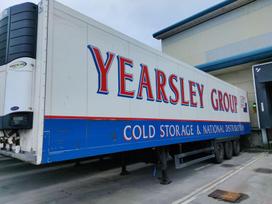 YEARSLEY GROUP
COLD STORAGE & NATIONAL DISTRIBUTION